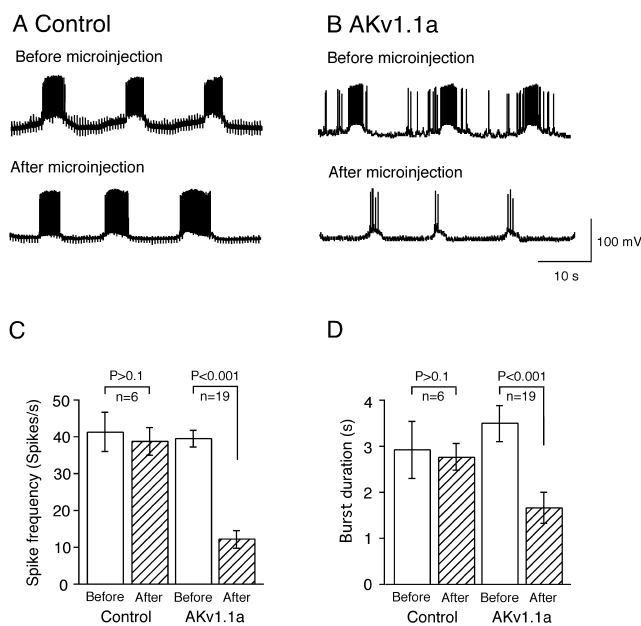 A Control
Before microinjection
After microinjection
B AKv1.1a
Before microinjection
After microinjection
100 mV
10 s
C
Spike frequency (Spikes/s)
50
40
30
20
10
0
P>0.1
n=6
P<0.001
n=19
Before After Before After
Control AKv1.1a
D
Burst duration (s)
4
3
2
1
0
P>0.1
n=6
P<0.001
n=19
Before After Before After
Control AKv1.1a